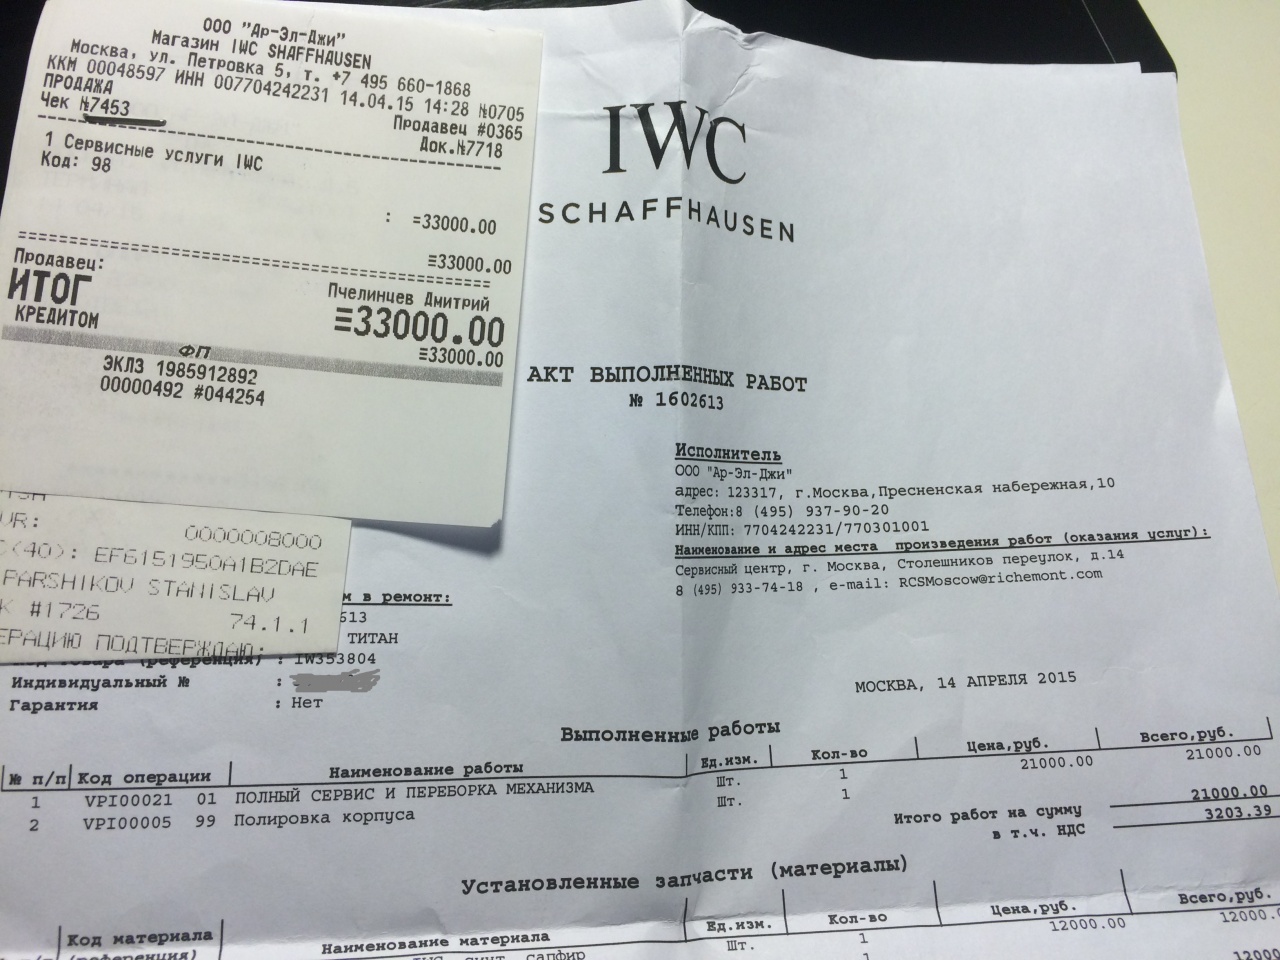 ООО "Ар-Эл-Джи"
Магазин IWC SHAFFHAUSEN
Москва, ул. Петровка 5, т. +7 495 660-1868
ККМ 00048597 ИНН 007704242231 14.04.15 14:28 №0705
ПРОДАЖА Продавец #0365
Чек №7453 Док.№7718
1 Сервисные услуги IWC
Код: 98
: =33000.00
≡33000.00
Продавец: Пчелинцев Дмитрий
ИТОГ ≡33000.00
КРЕДИТОМ ≡33000.00
ФП
ЭКЛЗ 1985912892
00000492 #044254
0000008000
(40): EF6151950A1B2DAE
PARSHIKOV STANISLAV
#1726 74.1.1
ПОДТВЕРЖДАЮ:
IWC
SCHAFFHAUSEN
АКТ ВЫПОЛНЕННЫХ РАБОТ
№ 1602613
Исполнитель
ООО "Ар-Эл-Джи"
адрес: 123317, г.Москва,Пресненская набережная,10
Телефон:8 (495) 937-90-20
ИНН/КПП: 7704242231/770301001
Наименование и адрес места произведения работ (оказания услуг):
Сервисный центр, г. Москва, Столешников переулок, д.14
8 (495) 933-74-18 , e-mail: RCSMoscow@richemont.com
в ремонт:
613
ТИТАН
товара (референция) : IW353804
Индивидуальный № :
Гарантия : Нет
МОСКВА, 14 АПРЕЛЯ 2015
Выполненные работы
№ п/п Код операции Наименование работы Ед.изм. Кол-во Цена,руб. Всего,руб.
1 VPI00021 01 ПОЛНЫЙ СЕРВИС И ПЕРЕБОРКА МЕХАНИЗМА Шт. 1 21000.00 21000.00
2 VPI00005 99 Полировка корпуса Шт. 1
Итого работ на сумму 21000.00
в т.ч. НДС 3203.39
Установленные запчасти (материалы)
Код материала (референция) Наименование материала Ед.изм. Кол-во Цена,руб. Всего,руб.
сапфир Шт. 1 12000.00